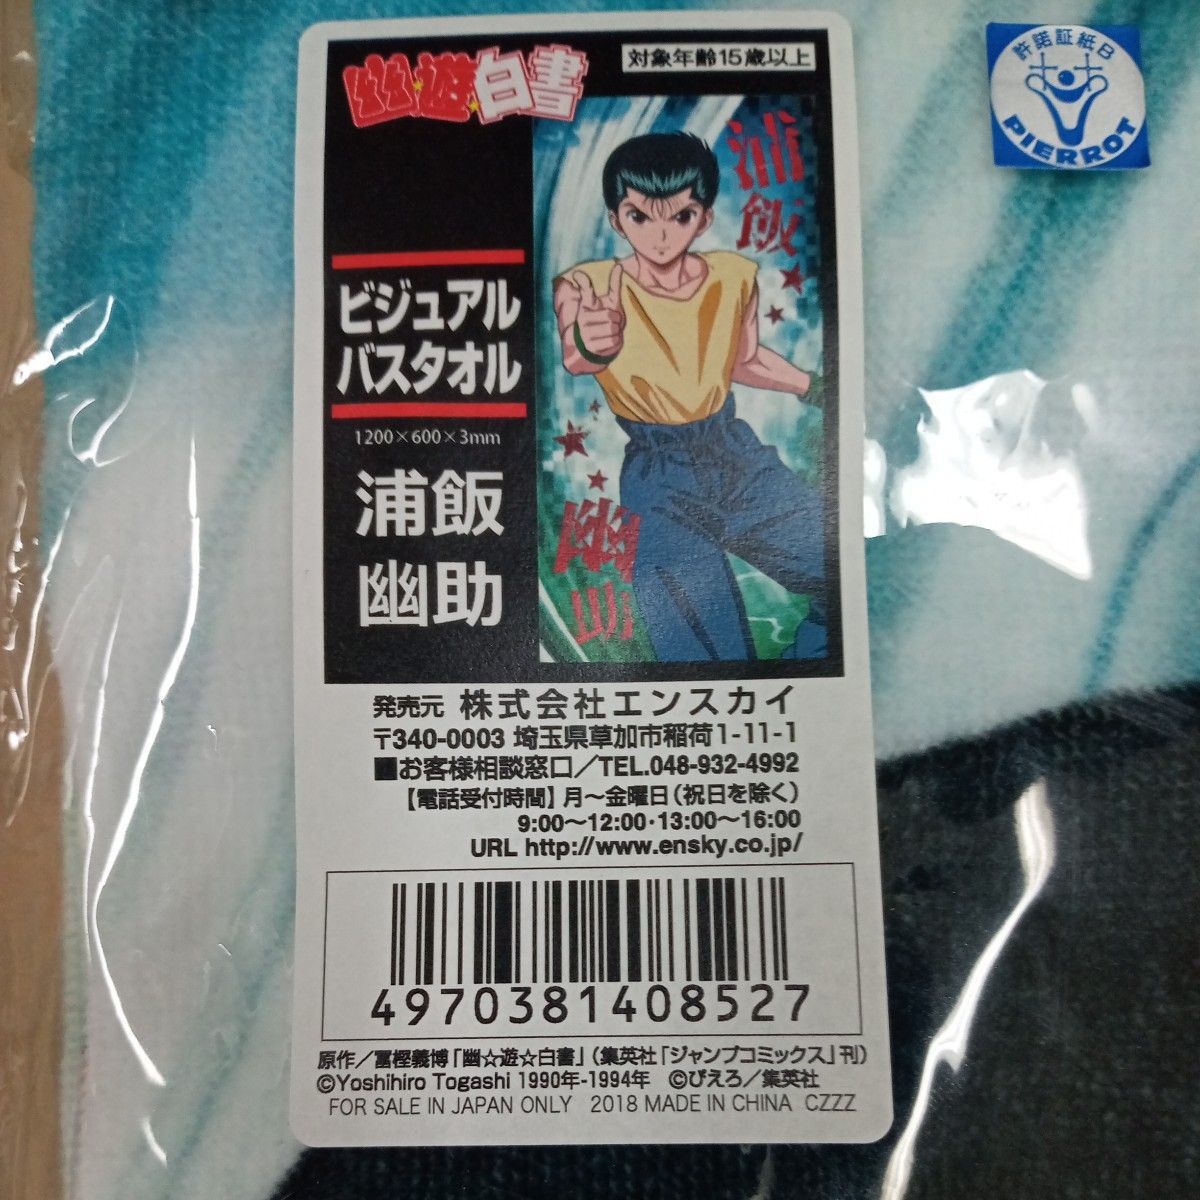 幽☆遊☆白書
対象年齢15歳以上
許諾証紙B
PIERROT
浦飯
幽助
ビジュアル
バスタオル
1200×600×3mm
浦飯
幽助
発売元 株式会社エンスカイ
〒340-0003 埼玉県草加市稲荷1-11-1
■お客様相談窓口/TEL.048-932-4992
【電話受付時間】月～金曜日(祝日を除く)
9:00～12:00・13:00～16:00
URL http://www.ensky.co.jp/
4970381408527
原作/冨樫義博「幽☆遊☆白書」(集英社「ジャンプコミックス」刊)
©Yoshihiro Togashi 1990年-1994年 ©ぴえろ/集英社
FOR SALE IN JAPAN ONLY 2018 MADE IN CHINA CZZZ